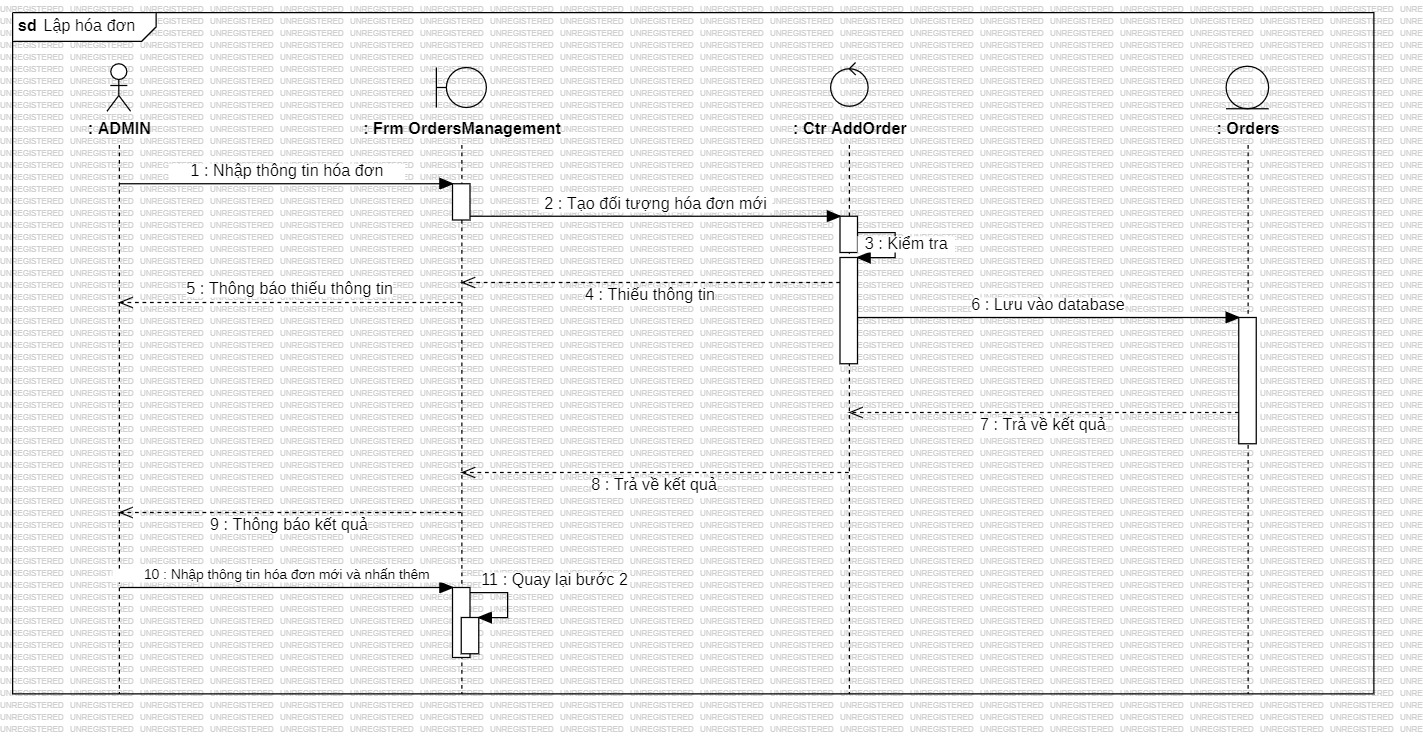 sd Lập hóa đơn
: ADMIN
: Frm OrdersManagement
: Ctr AddOrder
: Orders
1 : Nhập thông tin hóa đơn
2 : Tạo đối tượng hóa đơn mới
3 : Kiểm tra
4 : Thiếu thông tin
5 : Thông báo thiếu thông tin
6 : Lưu vào database
7 : Trả về kết quả
8 : Trả về kết quả
9 : Thông báo kết quả
10 : Nhập thông tin hóa đơn mới và nhấn thêm
11 : Quay lại bước 2
UNREGISTERED